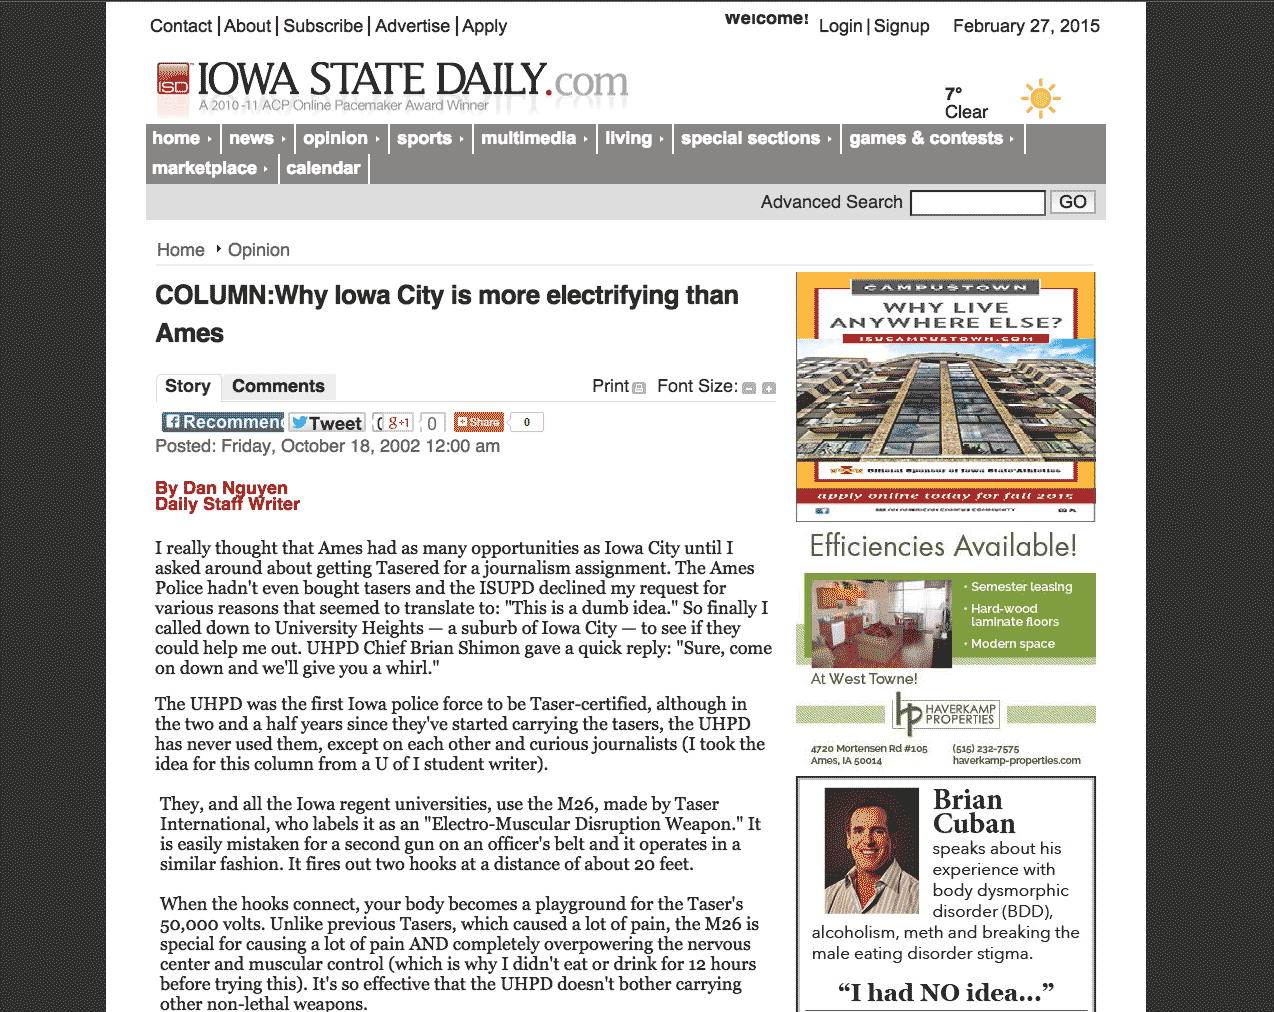 Contact | About | Subscribe | Advertise | Apply
Welcome!
Login | Signup
February 27, 2015
ISD
IOWA STATE DAILY.com
A 2010-11 ACP Online Pacemaker Award Winner
7°
Clear
home
news
opinion
sports
multimedia
living
special sections
games & contests
marketplace
calendar
Advanced Search
GO
Home
Opinion
COLUMN:Why Iowa City is more electrifying than
Ames
Story
Comments
Print
Font Size:
Recommen
Tweet
0
g+1
0
Share
0
Posted: Friday, October 18, 2002 12:00 am
By Dan Nguyen
Daily Staff Writer
I really thought that Ames had as many opportunities as Iowa City until I
asked around about getting Tasered for a journalism assignment. The Ames
Police hadn't even bought tasers and the ISUPD declined my request for
various reasons that seemed to translate to: "This is a dumb idea." So finally I
called down to University Heights — a suburb of Iowa City — to see if they
could help me out. UHPD Chief Brian Shimon gave a quick reply: "Sure, come
on down and we'll give you a whirl."
The UHPD was the first Iowa police force to be Taser-certified, although in
the two and a half years since they've started carrying the tasers, the UHPD
has never used them, except on each other and curious journalists (I took the
idea for this column from a U of I student writer).
They, and all the Iowa regent universities, use the M26, made by Taser
International, who labels it as an "Electro-Muscular Disruption Weapon." It
is easily mistaken for a second gun on an officer's belt and it operates in a
similar fashion. It fires out two hooks at a distance of about 20 feet.
When the hooks connect, your body becomes a playground for the Taser's
50,000 volts. Unlike previous Tasers, which caused a lot of pain, the M26 is
special for causing a lot of pain AND completely overpowering the nervous
center and muscular control (which is why I didn't eat or drink for 12 hours
before trying this). It's so effective that the UHPD doesn't bother carrying
other non-lethal weapons.
CAMPUSTOWN
WHY LIVE
ANYWHERE ELSE?
ISUCAMPUSTOWN.COM
Official Sponsor of Iowa State Athletics
apply online today for fall 2015
AN AMERICAN CAMPUS COMMUNITY
Efficiencies Available!
• Semester leasing
• Hard-wood
laminate floors
• Modern space
At West Towne!
hp HAVERKAMP
PROPERTIES
4720 Mortensen Rd #105
Ames, IA 50014
(515) 232-7575
haverkamp-properties.com
Brian
Cuban
speaks about his
experience with
body dysmorphic
disorder (BDD),
alcoholism, meth and breaking the
male eating disorder stigma.
“I had NO idea...”